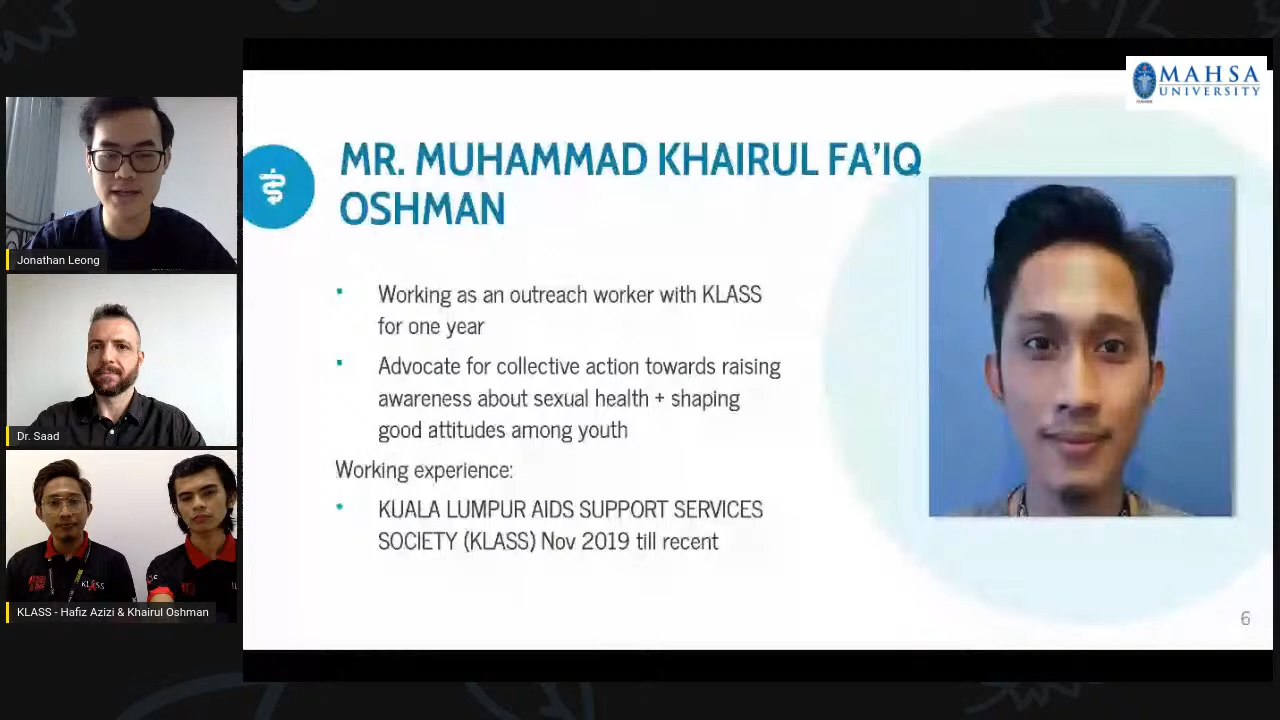 MAHSA
UNIVERSITY
MR. MUHAMMAD KHAIRUL FA'IQ
OSHMAN
• Working as an outreach worker with KLASS
for one year
• Advocate for collective action towards raising
awareness about sexual health + shaping
good attitudes among youth
Working experience:
• KUALA LUMPUR AIDS SUPPORT SERVICES
SOCIETY (KLASS) Nov 2019 till recent
6
Jonathan Leong
Dr. Saad
KLASS
KLASS - Hafiz Azizi & Khairul Oshman